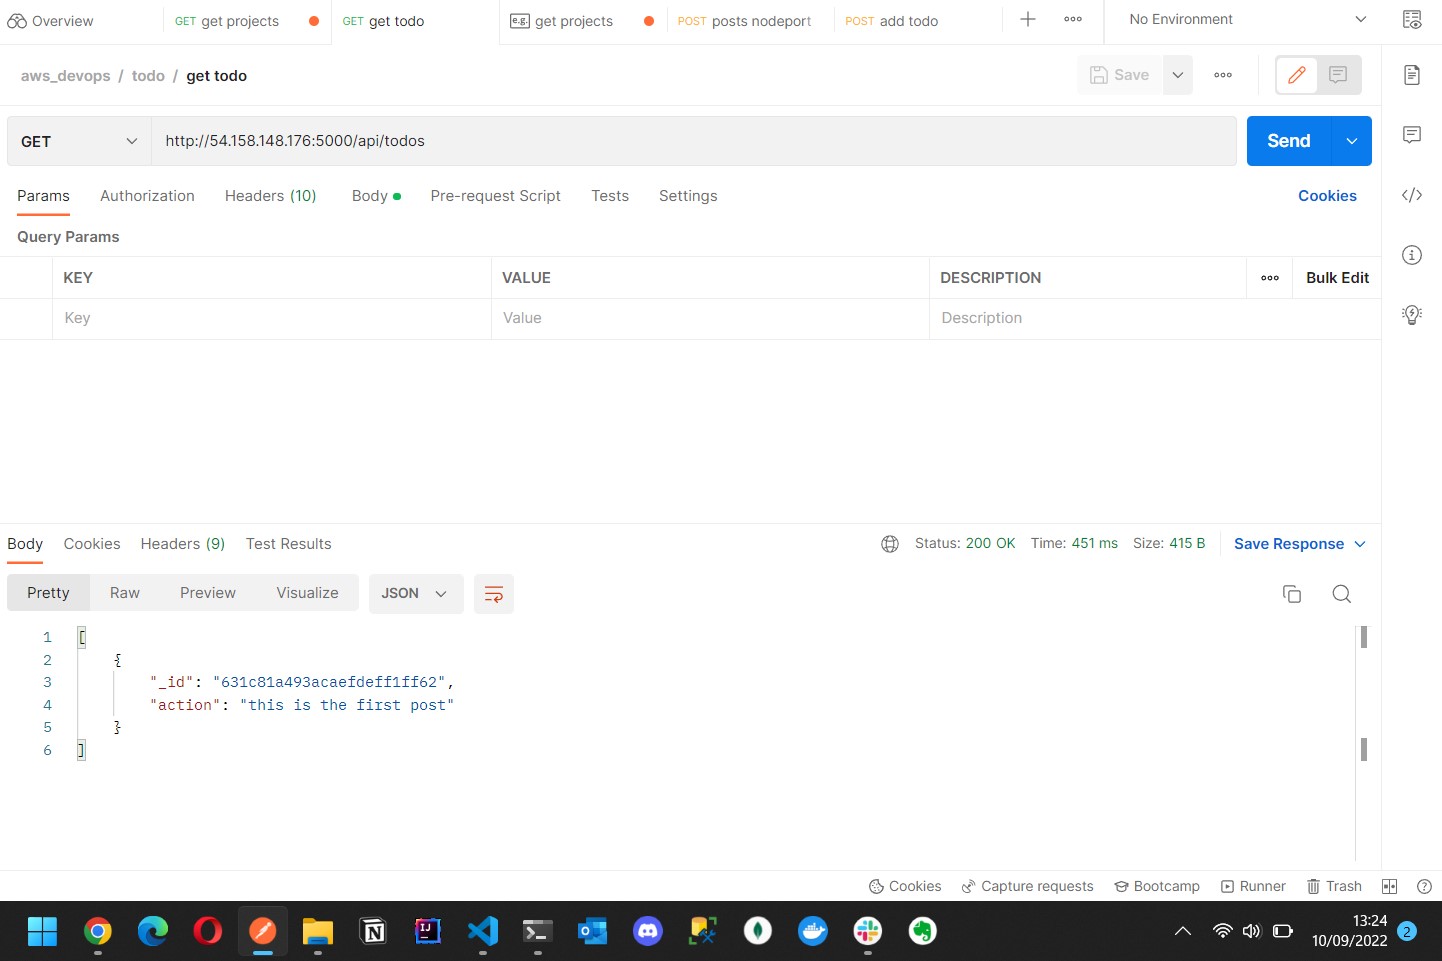 Overview
GET get projects
GET get todo
e.g. get projects
POST posts nodeport
POST add todo
No Environment
aws_devops / todo / get todo
Save
GET
http://54.158.148.176:5000/api/todos
Send
Params Authorization Headers (10) Body Pre-request Script Tests Settings Cookies
Query Params
KEY VALUE DESCRIPTION Bulk Edit
Key Value Description
Body Cookies Headers (9) Test Results
Status: 200 OK Time: 451 ms Size: 415 B Save Response
Pretty Raw Preview Visualize JSON
1 [
2 {
3 "_id": "631c81a493acaefdeff1ff62",
4 "action": "this is the first post"
5 }
6 ]
Cookies Capture requests Bootcamp Runner Trash
IJ
13:24
10/09/2022
2